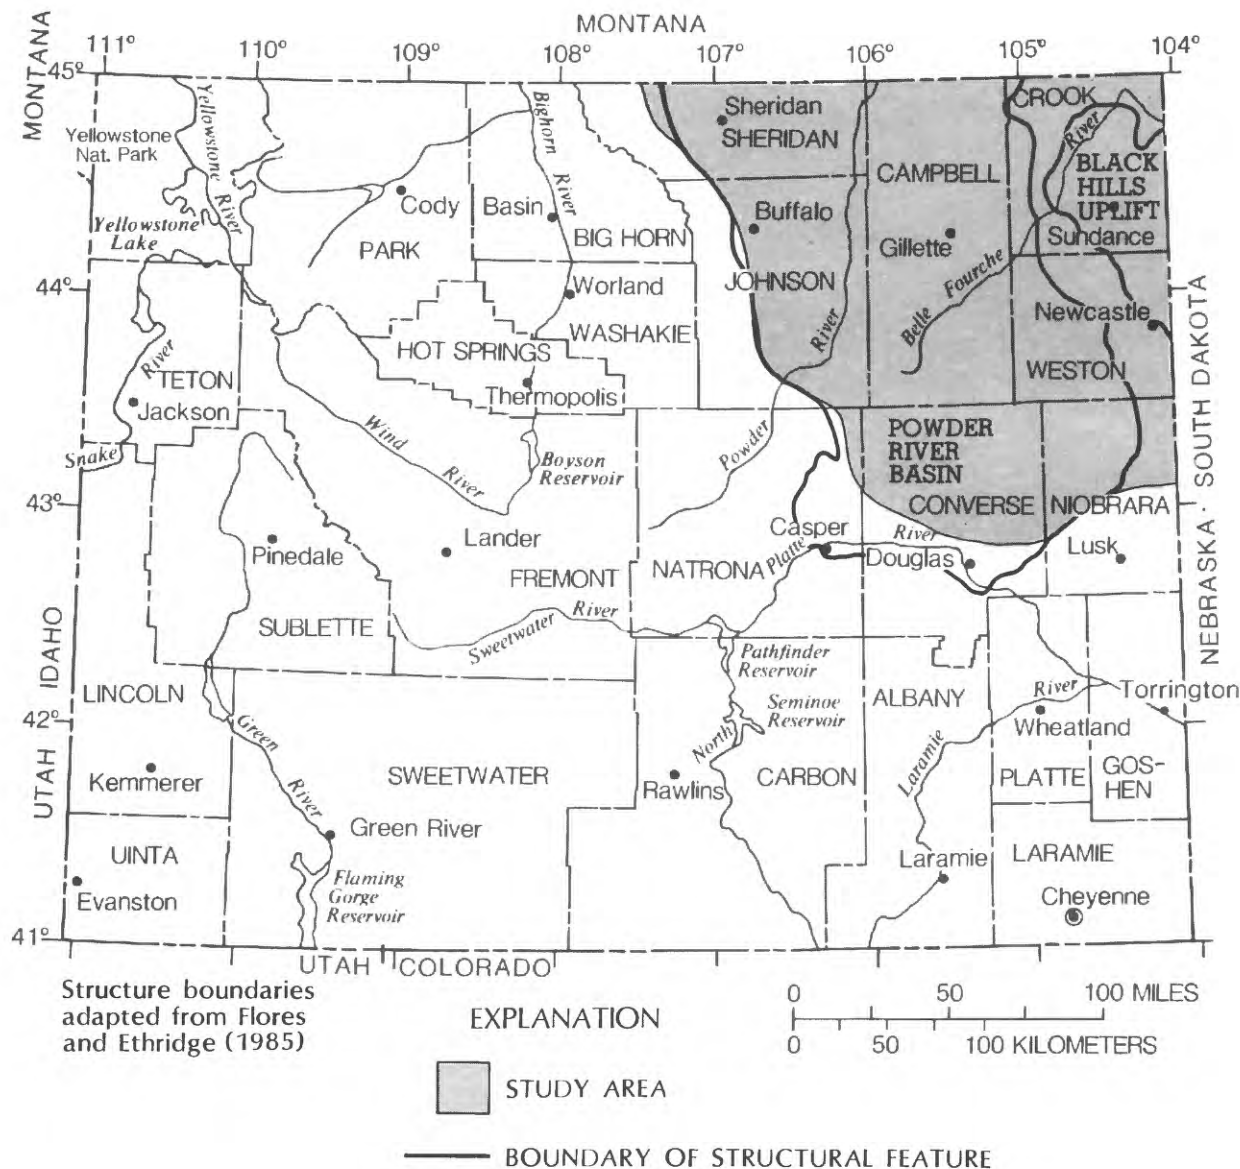 MONTANA
MONTANA
111°
110°
109°
108°
107°
106°
105°
104°
45°
44°
43°
42°
41°
Yellowstone
Nat. Park
Yellowstone
River
Yellowstone
Lake
Bighorn
River
Sheridan
SHERIDAN
CROOK
River
BLACK
HILLS
UPLIFT
Sundance
CAMPBELL
Cody
Basin
PARK
BIG HORN
Buffalo
JOHNSON
Gillette
Belle Fourche
River
Worland
WASHAKIE
Newcastle
WESTON
HOT SPRINGS
Thermopolis
River
TETON
Jackson
Snake
Wind
River
Boyson
Reservoir
Powder
POWDER
RIVER
BASIN
CONVERSE
NIOBRARA
SOUTH DAKOTA
NEBRASKA
Pinedale
Lander
FREMONT
NATRONA
Casper
Platte
River
Douglas
Lusk
SUBLETTE
Sweetwater
River
Pathfinder
Reservoir
Seminoe
Reservoir
ALBANY
River
Torrington
Wheatland
IDAHO
UTAH
LINCOLN
Green
River
Kemmerer
SWEETWATER
North
Rawlins
CARBON
Laramie
PLATTE
GOS-
HEN
Green River
UINTA
Evanston
Flaming
Gorge
Reservoir
Laramie
LARAMIE
Cheyenne
UTAH
COLORADO
Structure boundaries
adapted from Flores
and Ethridge (1985)
EXPLANATION
0 50 100 MILES
0 50 100 KILOMETERS
STUDY AREA
BOUNDARY OF STRUCTURAL FEATURE